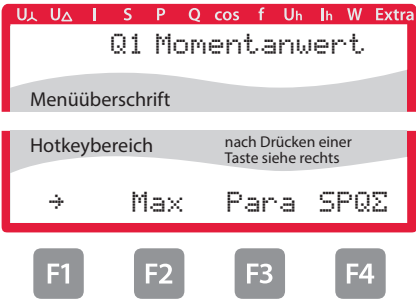 U⅄ U△ I S P Q cos f Uh Ih W Extra
Q1 Momentanwert
Menüüberschrift
Hotkeybereich
nach Drücken einer
Taste siehe rechts
→ Max Para SPQΣ
F1 F2 F3 F4